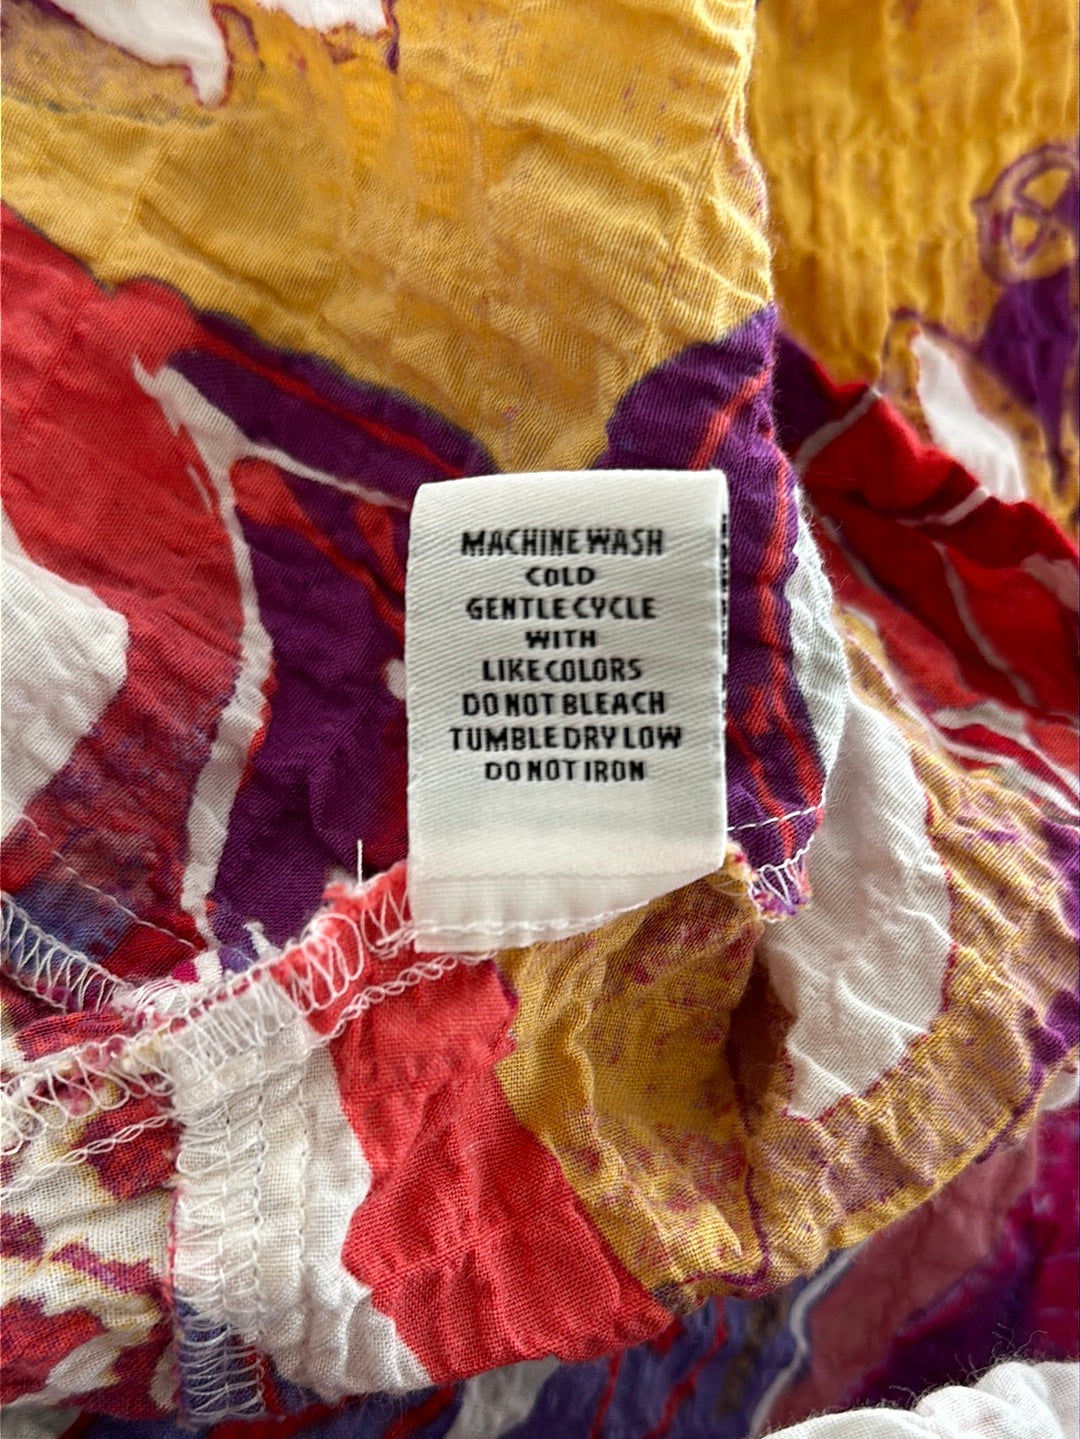 MACHINE WASH
COLD
GENTLE CYCLE
WITH
LIKE COLORS
DO NOT BLEACH
TUMBLE DRY LOW
DO NOT IRON